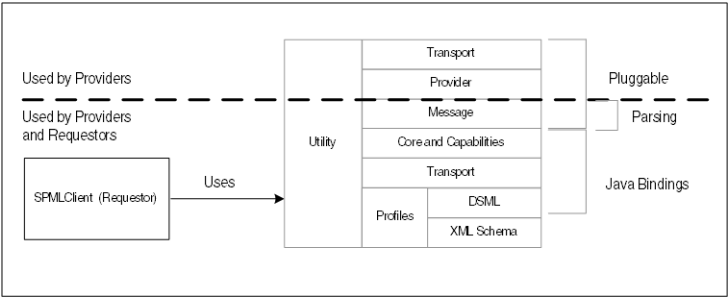 Transport
Used by Providers
Provider
Pluggable
Used by Providers
and Requestors
Message
Parsing
Utility
Core and Capabilities
Transport
Uses
Java Bindings
SPMLClient (Requestor)
Profiles
DSML
XML Schema